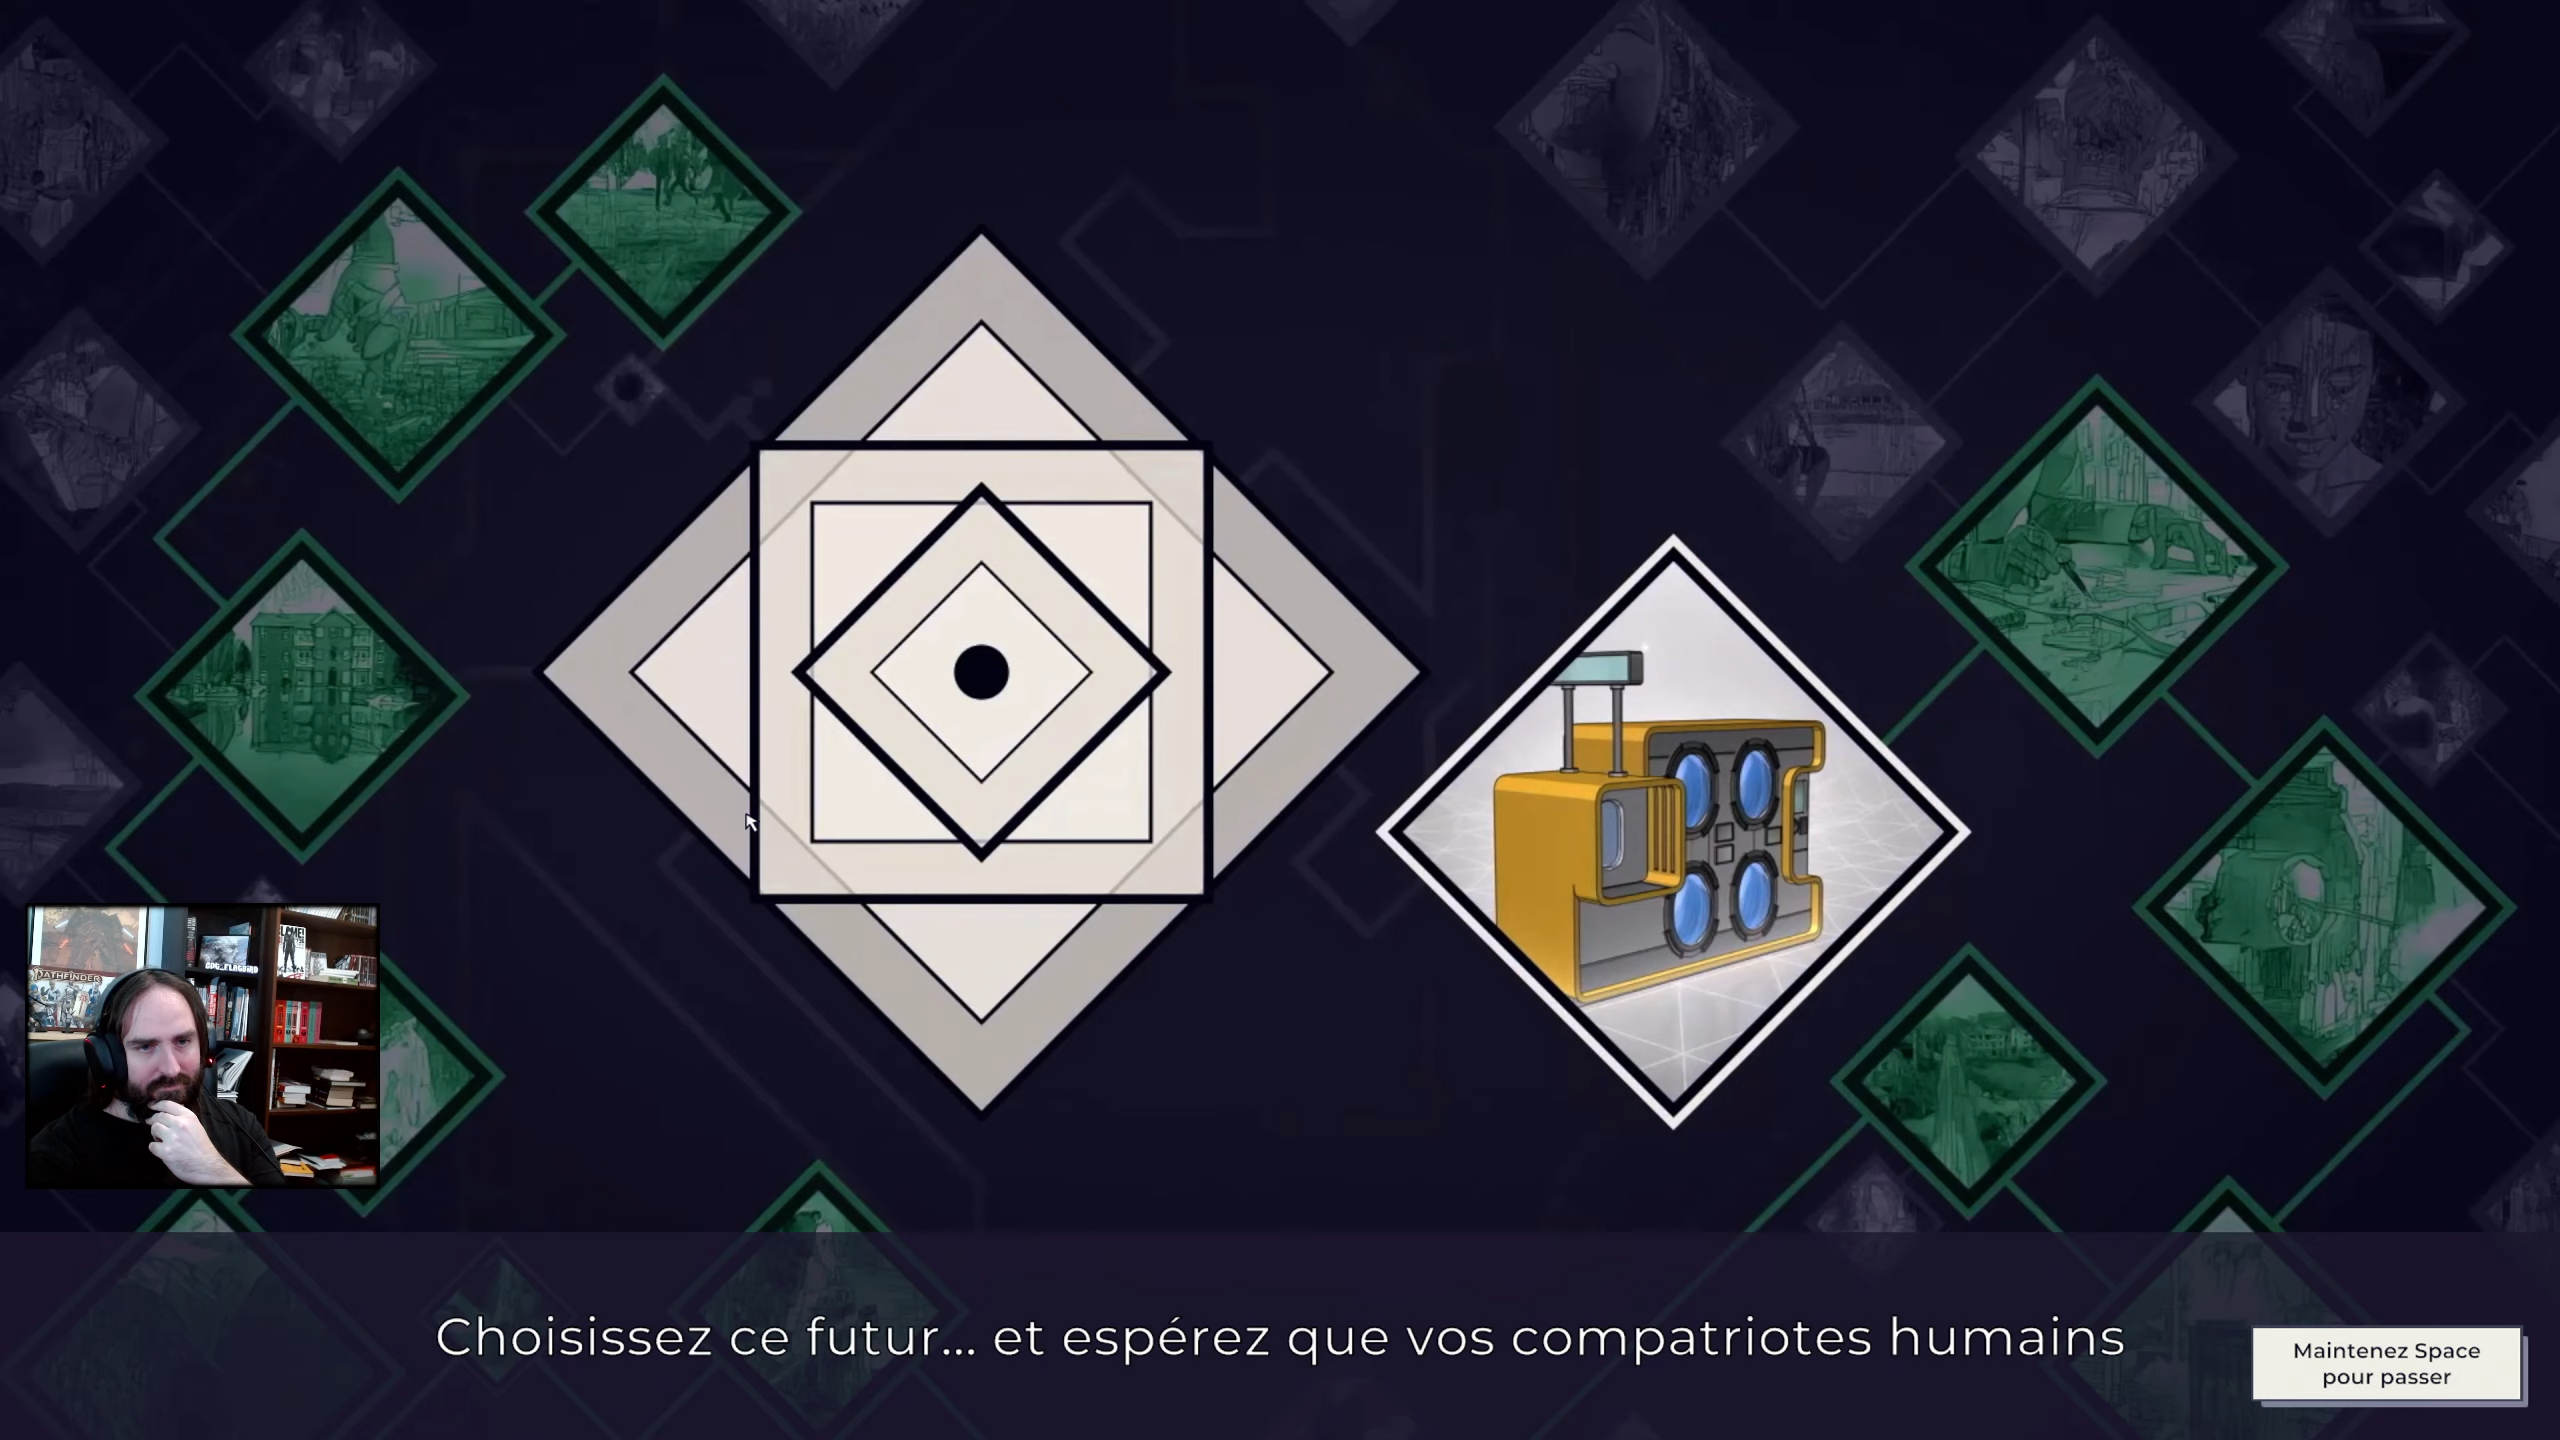 PATHFINDER
Choisissez ce futur... et espérez que vos compatriotes humains
Maintenez Space
pour passer